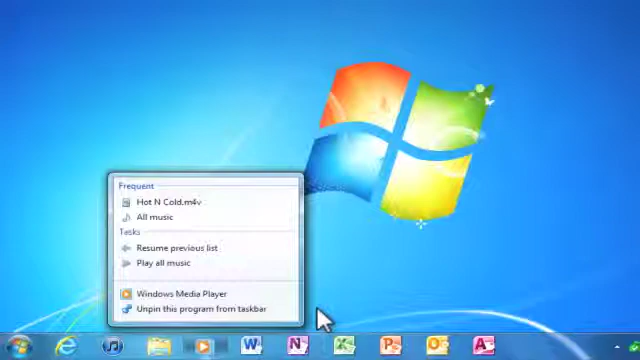 Frequent
Hot N Cold.m4v
All music
Tasks
Resume previous list
Play all music
Windows Media Player
Unpin this program from taskbar